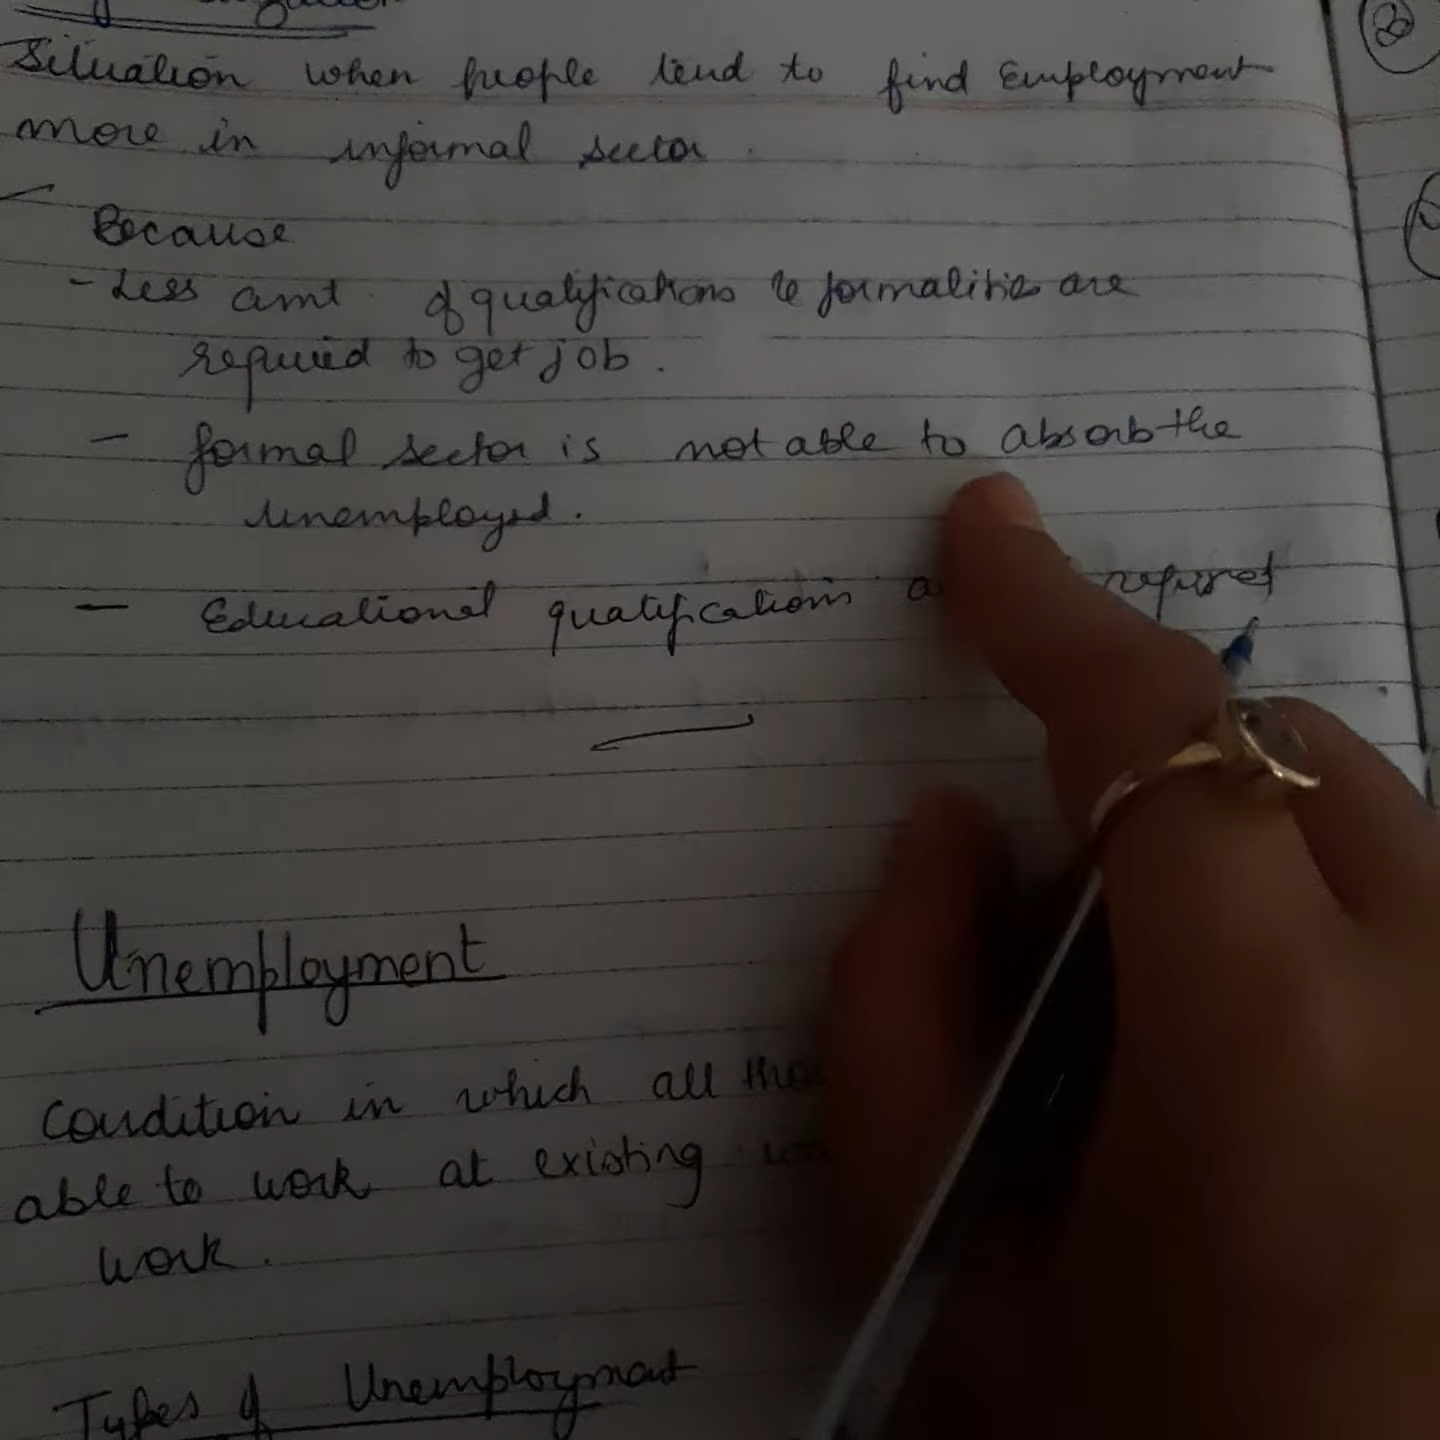 Situation when people tend to find Employment
more in informal sector.
Because
- Less amt. of qualifications & formalities are
required to get job.
- formal sector is not able to absorb the
unemployed.
- Educational qualifications
Unemployment
Condition in which all
able to work at existing
work.
Types of Unemployment